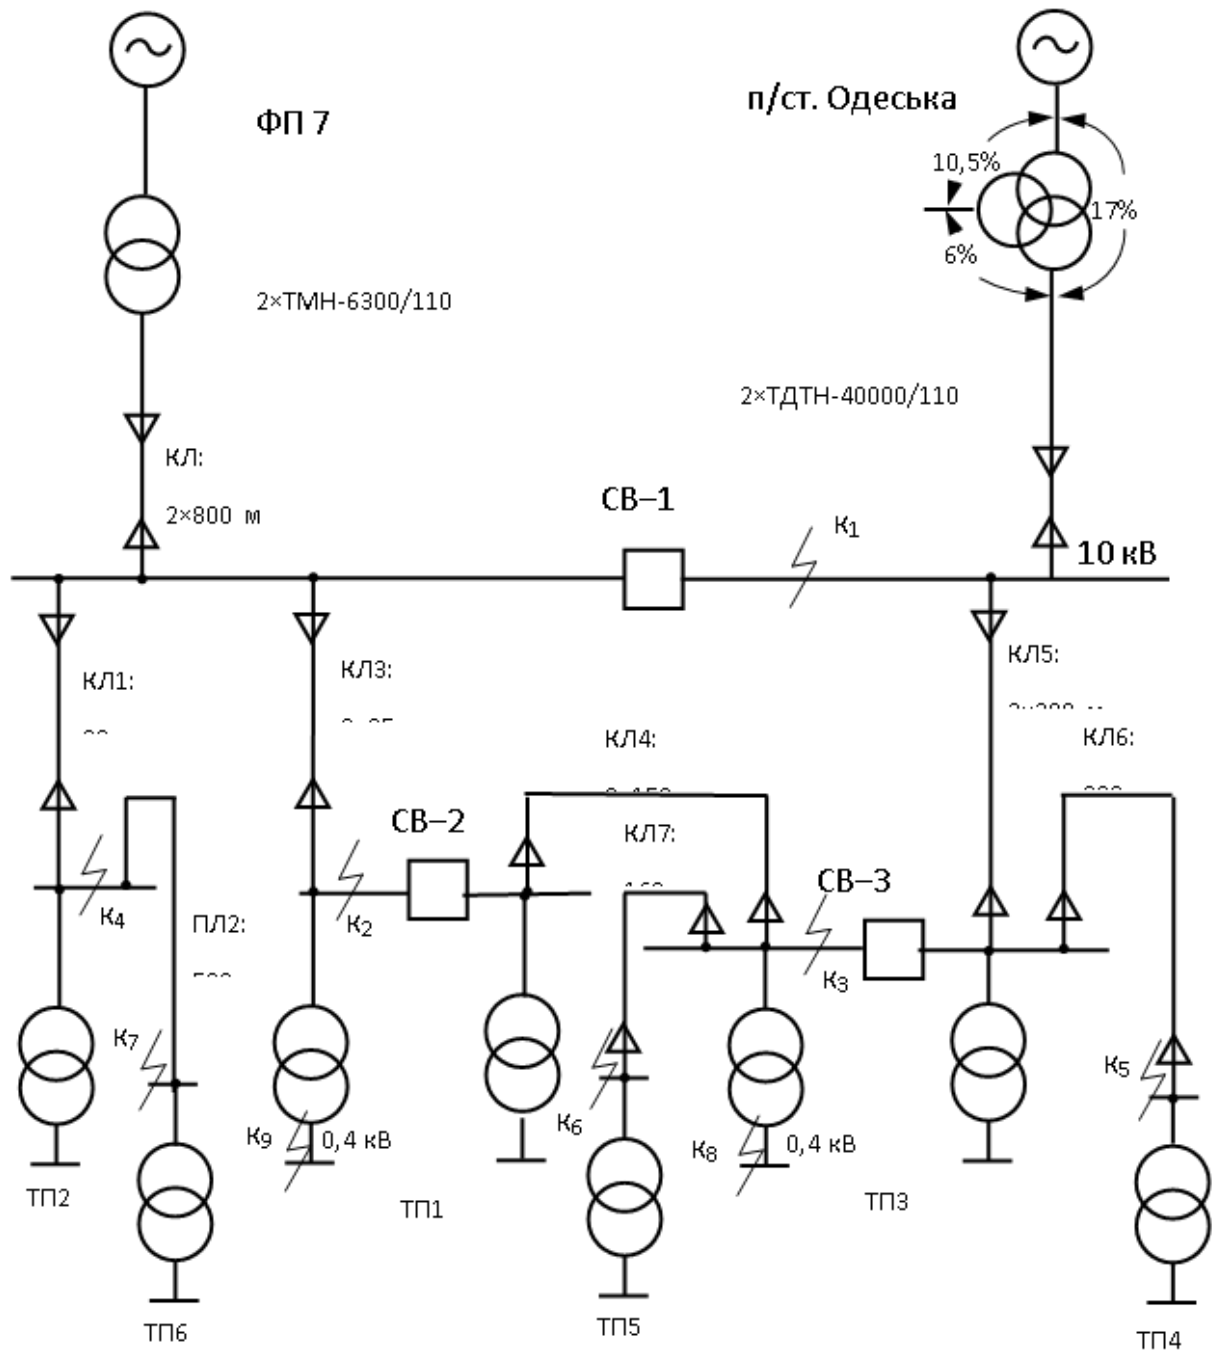 ФП 7
п/ст. Одеська
10,5%
17%
6%
2×ТМН-6300/110
2×ТДТН-40000/110
КЛ:
2×800 м
СВ–1
К1
10 кВ
КЛ1:
КЛ3:
КЛ5:
КЛ4:
КЛ6:
СВ–2
КЛ7:
СВ–3
К4
К2
ПЛ2:
К3
К7
К5
К9
0,4 кВ
К6
К8
0,4 кВ
ТП2
ТП1
ТП3
ТП6
ТП5
ТП4